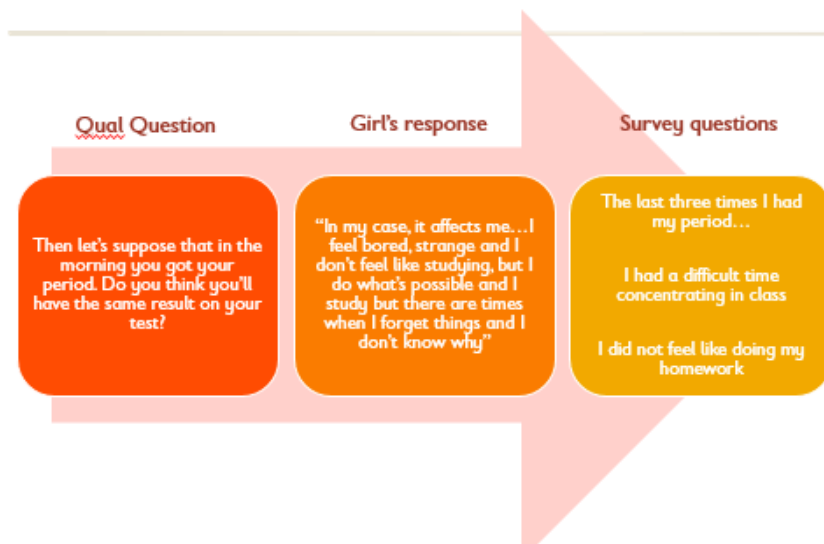 Qual Question
Girl's response
Survey questions
Then let's suppose that in the
morning you got your
period. Do you think you'll
have the same result on your
test?
"In my case, it affects me...I
feel bored, strange and I
don't feel like studying, but I
do what's possible and I
study but there are times
when I forget things and I
don't know why"
The last three times I had
my period...
I had a difficult time
concentrating in class
I did not feel like doing my
homework